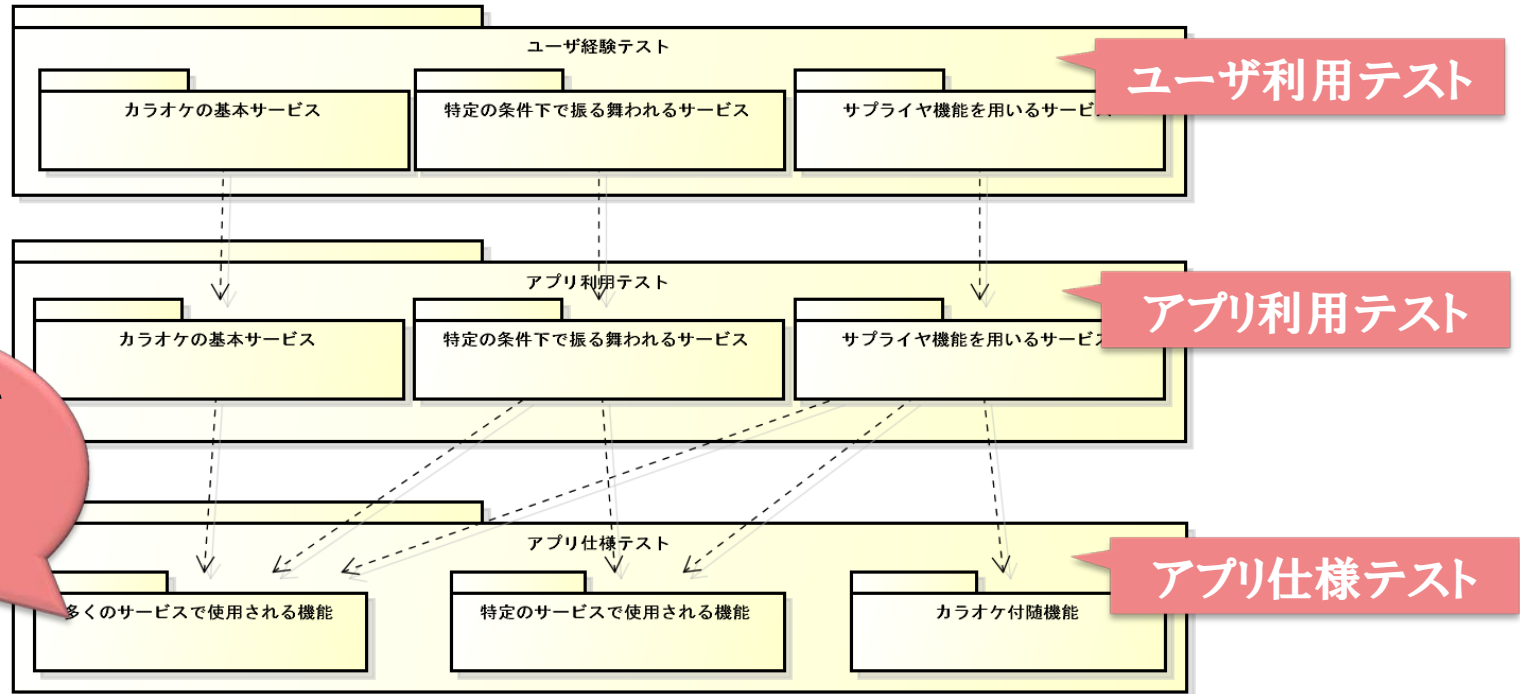 ユーザ経験テスト
ユーザ利用テスト
カラオケの基本サービス
特定の条件下で振る舞われるサービス
サプライヤ機能を用いるサービス
アプリ利用テスト
アプリ利用テスト
カラオケの基本サービス
特定の条件下で振る舞われるサービス
サプライヤ機能を用いるサービス
アプリ仕様テスト
アプリ仕様テスト
多くのサービスで使用される機能
特定のサービスで使用される機能
カラオケ付随機能